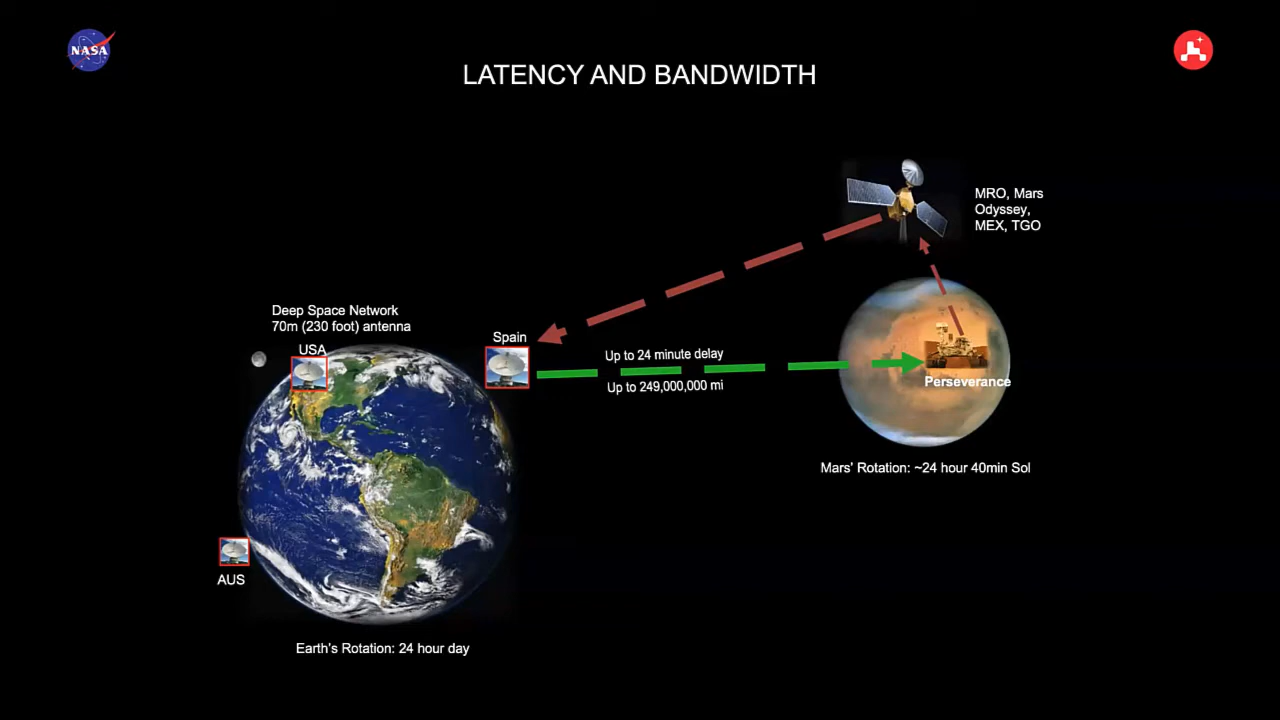 NASA
LATENCY AND BANDWIDTH
MRO, Mars
Odyssey,
MEX, TGO
Deep Space Network
70m (230 foot) antenna
USA
Spain
Up to 24 minute delay
Up to 249,000,000 mi
Perseverance
Mars' Rotation: ~24 hour 40min Sol
AUS
Earth's Rotation: 24 hour day